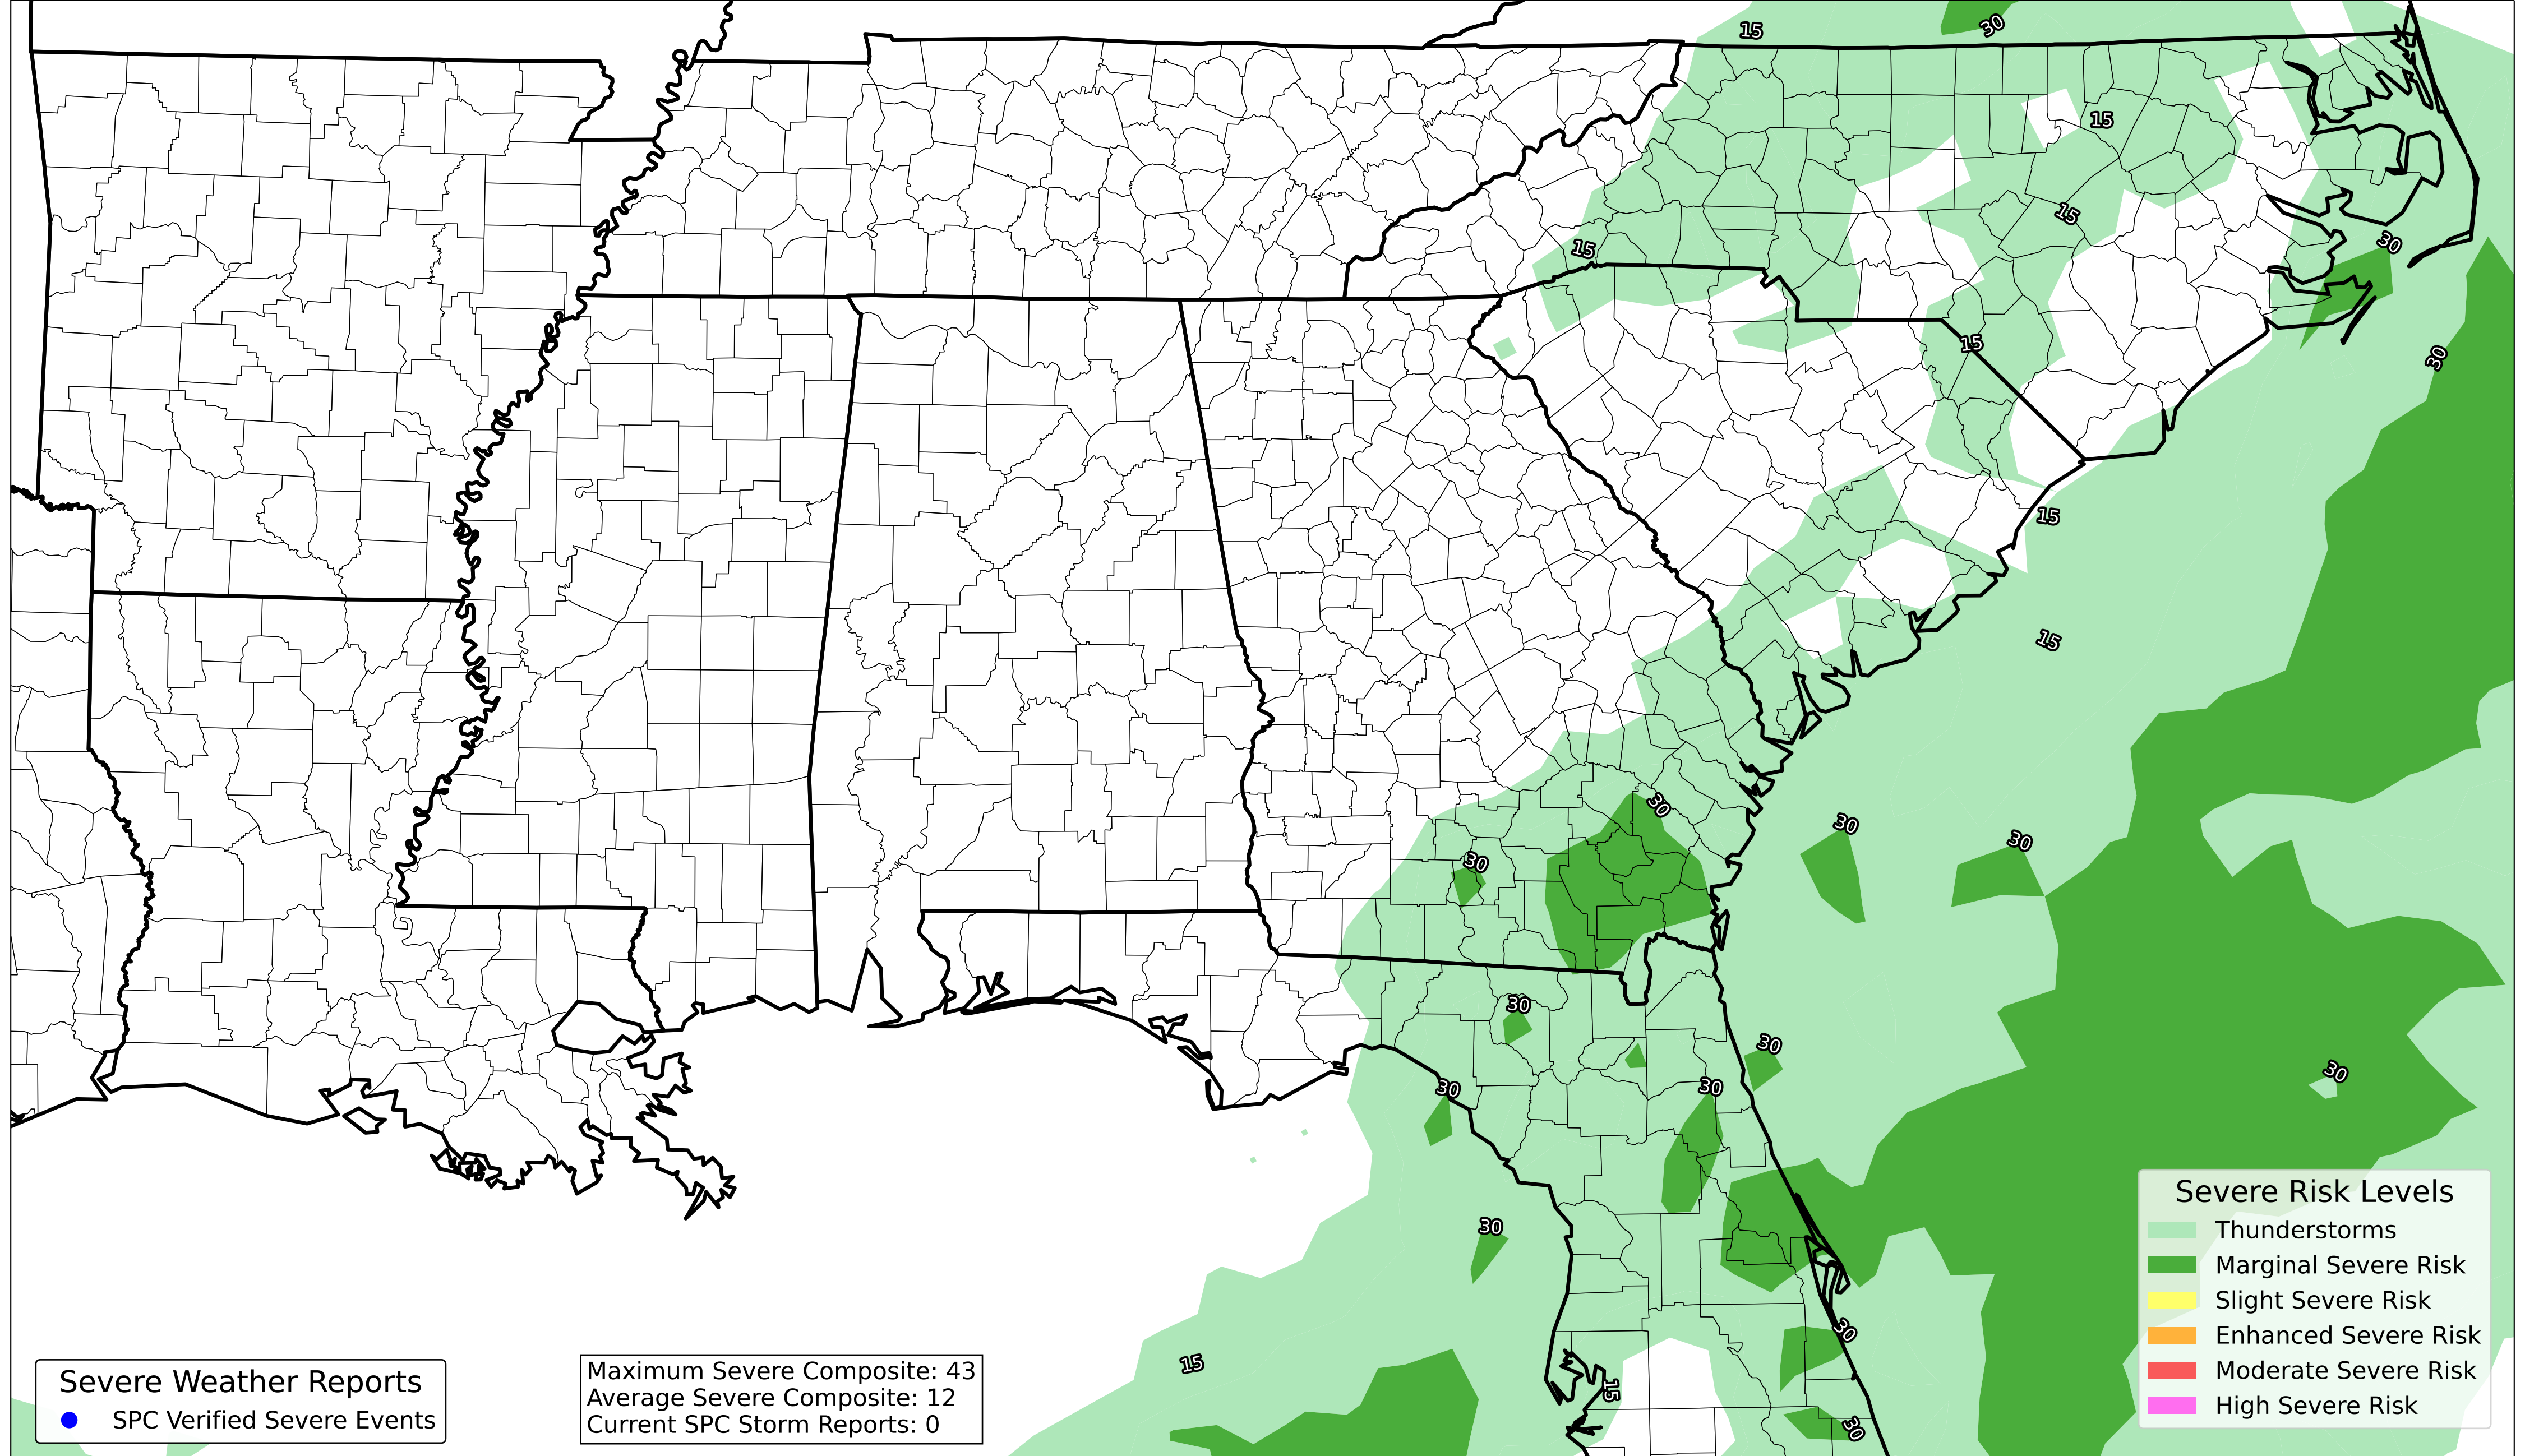 15
30
15
15
30
15
30
15
15
15
30
30
30
30
30
30
30
30
30
30
15
30
15
30
Severe Risk Levels
Thunderstorms
Marginal Severe Risk
Slight Severe Risk
Enhanced Severe Risk
Moderate Severe Risk
High Severe Risk
Severe Weather Reports
SPC Verified Severe Events
Maximum Severe Composite: 43
Average Severe Composite: 12
Current SPC Storm Reports: 0